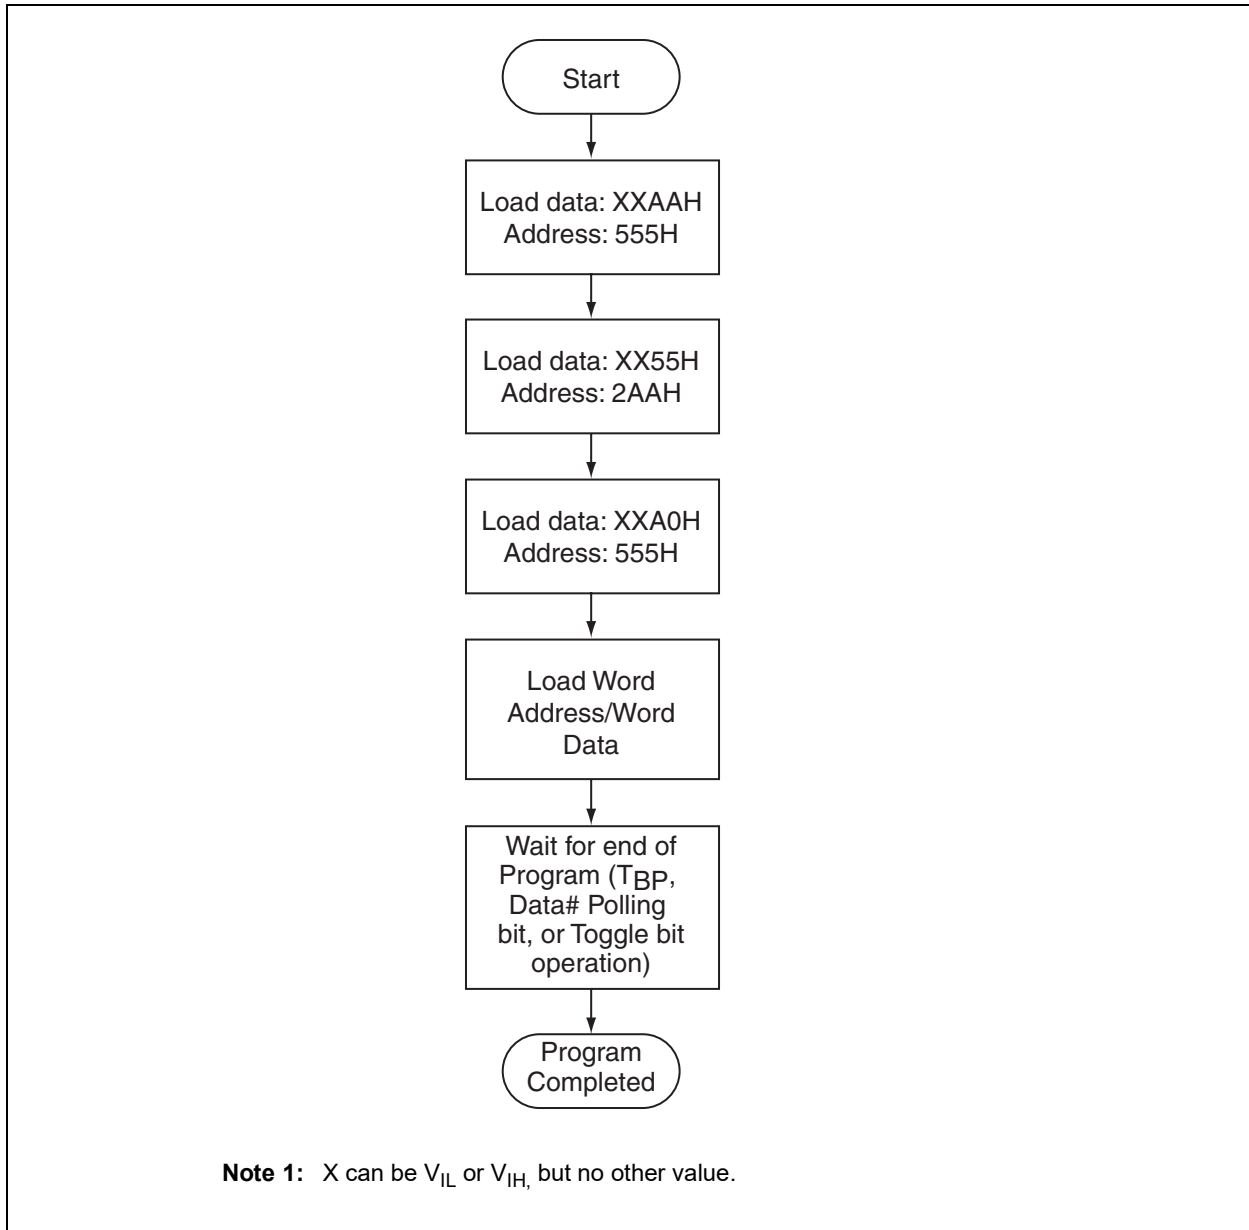 Start
Load data: XXAAH
Address: 555H
Load data: XX55H
Address: 2AAH
Load data: XXA0H
Address: 555H
Load Word
Address/Word
Data
Wait for end of
Program (TBP,
Data# Polling
bit, or Toggle bit
operation)
Program
Completed
Note 1: X can be VIL or VIH, but no other value.